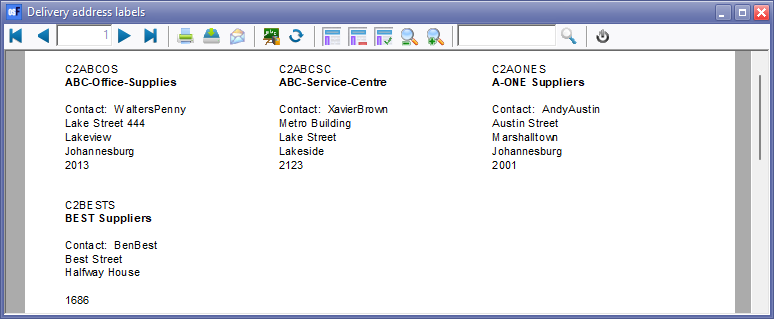 Delivery address labels
1
C2ABCOS
ABC-Office-Supplies
Contact: WaltersPenny
Lake Street 444
Lakeview
Johannesburg
2013
C2ABCSC
ABC-Service-Centre
Contact: XavierBrown
Metro Building
Lake Street
Lakeside
2123
C2AONES
A-ONE Suppliers
Contact: AndyAustin
Austin Street
Marshalltown
Johannesburg
2001
C2BESTS
BEST Suppliers
Contact: BenBest
Best Street
Halfway House
1686